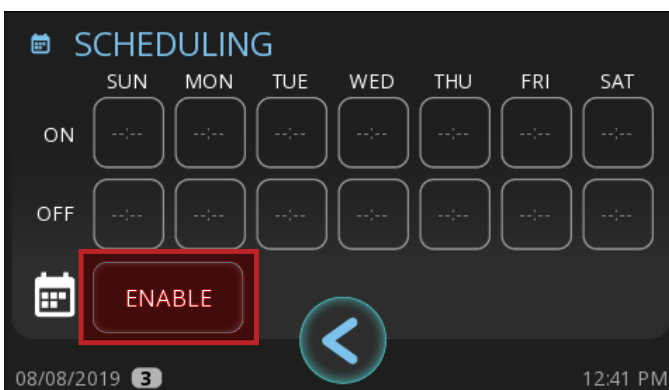 SCHEDULING
SUN MON TUE WED THU FRI SAT
ON --:-- --:-- --:-- --:-- --:-- --:-- --:--
OFF --:-- --:-- --:-- --:-- --:-- --:-- --:--
ENABLE
08/08/2019 3 12:41 PM